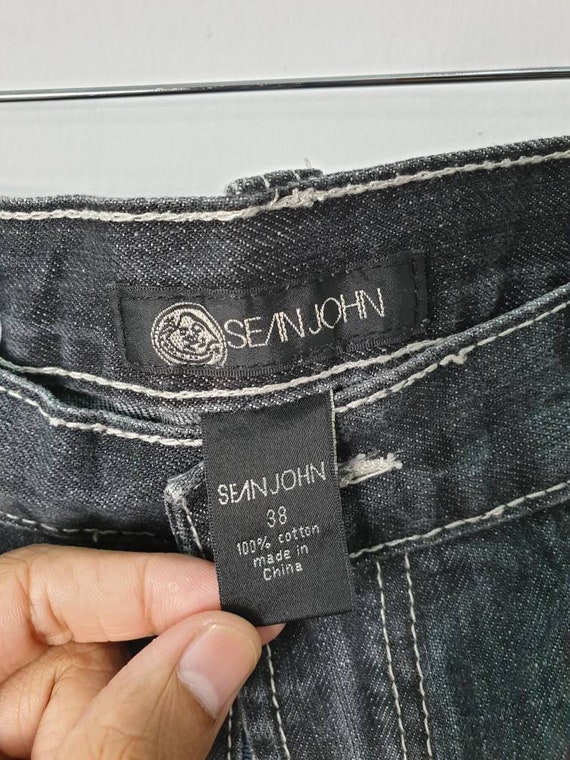 SEAN JOHN
SEAN JOHN
38
100% cotton
made in
China